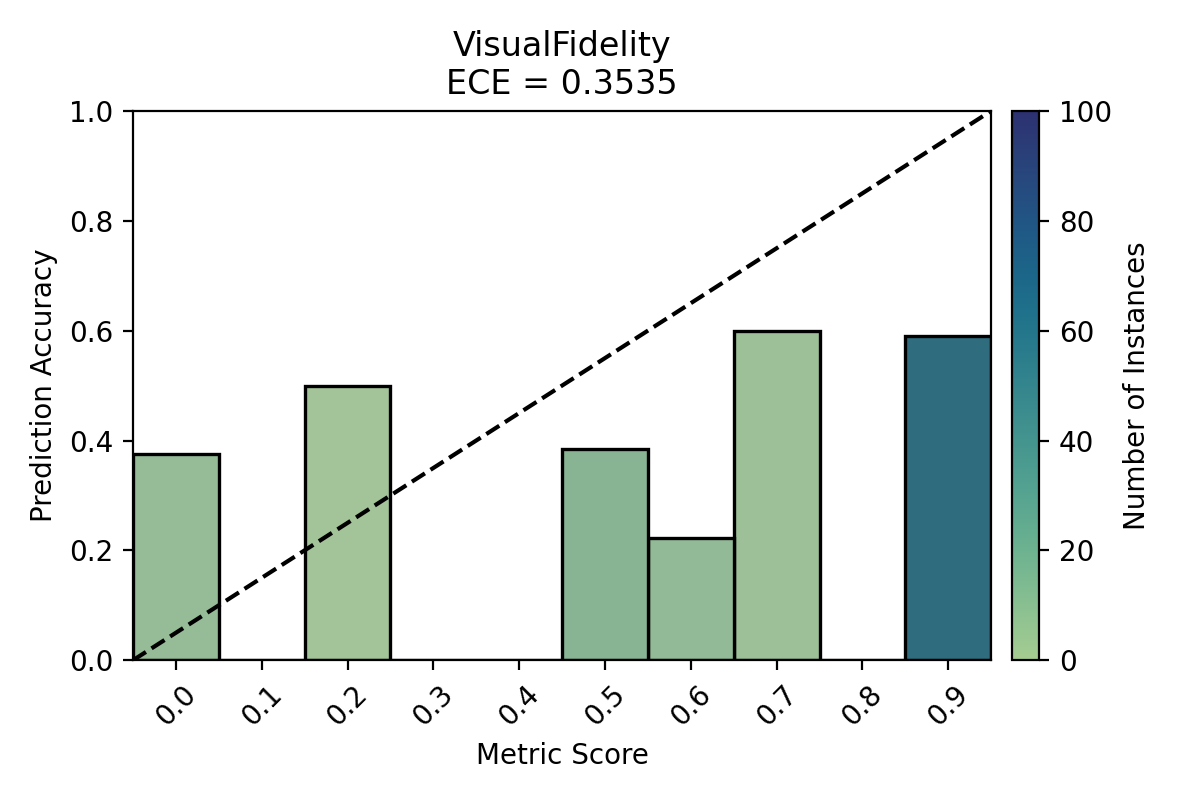 VisualFidelity
ECE = 0.3535
Prediction Accuracy
1.0
0.8
0.6
0.4
0.2
0.0
0.0 0.1 0.2 0.3 0.4 0.5 0.6 0.7 0.8 0.9
Metric Score
100
80
60
40
20
0
Number of Instances